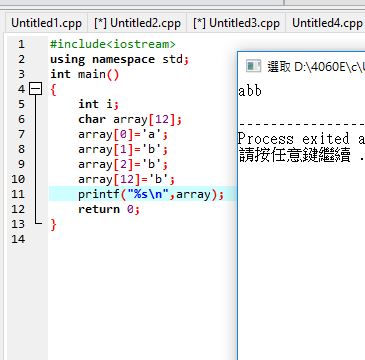 Untitled1.cpp [*] Untitled2.cpp [*] Untitled3.cpp Untitled4.cpp
1 #include<iostream>
2 using namespace std;
3 int main()
4 {
5 int i;
6 char array[12];
7 array[0]='a';
8 array[1]='b';
9 array[2]='b';
10 array[12]='b';
11 printf("%s\n",array);
12 return 0;
13 }
14
選取 D:\4060E\c\
abb
--------------------
Process exited a
請按任意鍵繼續 .